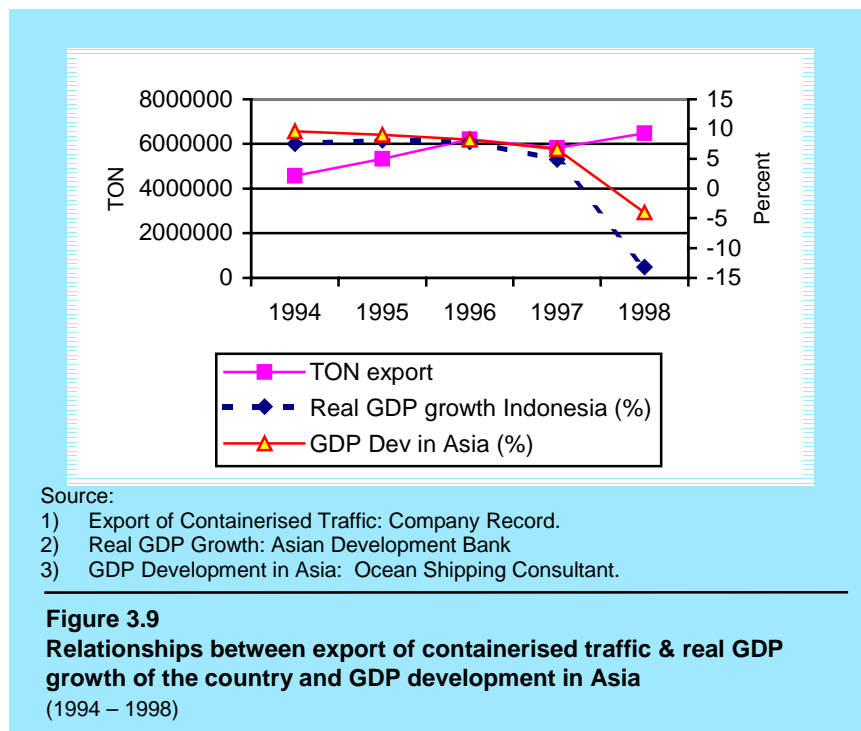 8000000
6000000
4000000
2000000
0
TON
15
10
5
0
-5
-10
-15
Percent
1994 1995 1996 1997 1998
TON export
Real GDP growth Indonesia (%)
GDP Dev in Asia (%)
Source:
1) Export of Containerised Traffic: Company Record.
2) Real GDP Growth: Asian Development Bank
3) GDP Development in Asia: Ocean Shipping Consultant.
Figure 3.9
Relationships between export of containerised traffic & real GDP
growth of the country and GDP development in Asia
(1994 – 1998)